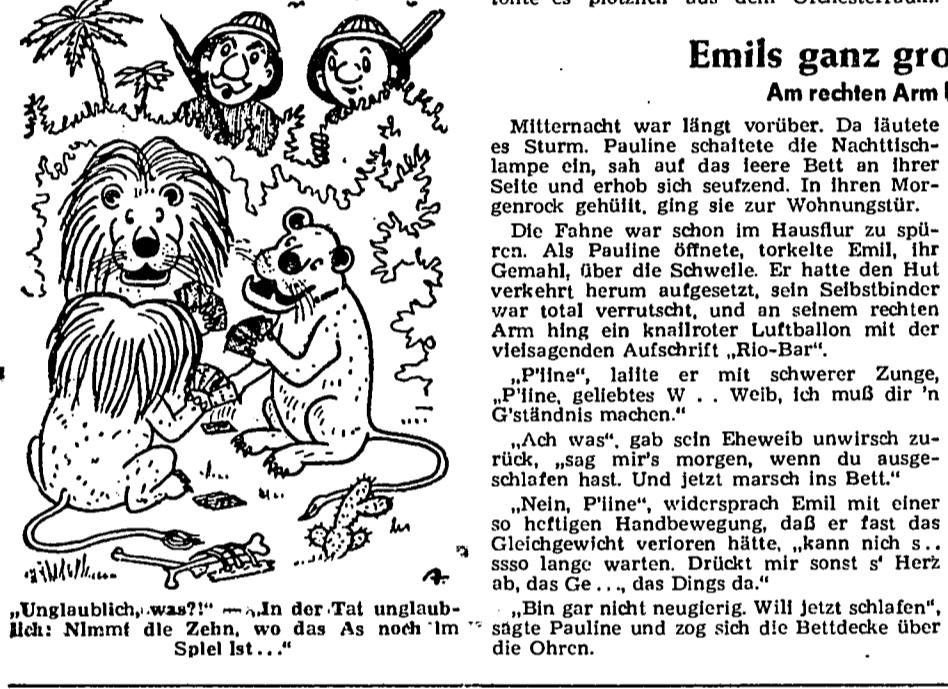 „Unglaublich, was?!" — „In der Tat unglaub-
lich: Nimmt die Zehn, wo das As noch im
Spiel ist..."
Emils ganz gro
Am rechten Arm
Mitternacht war längt vorüber. Da läutete
es Sturm. Pauline schaltete die Nachttisch-
lampe ein, sah auf das leere Bett an ihrer
Seite und erhob sich seufzend. In ihren Mor-
genrock gehüllt, ging sie zur Wohnungstür.
Die Fahne war schon im Hausflur zu spü-
ren. Als Pauline öffnete, torkelte Emil, ihr
Gemahl, über die Schwelle. Er hatte den Hut
verkehrt herum aufgesetzt, sein Selbstbinder
war total verrutscht, und an seinem rechten
Arm hing ein knallroter Luftballon mit der
vielsagenden Aufschrift „Rio-Bar".
„P'line", lallte er mit schwerer Zunge,
„P'line, geliebtes W . . Weib, ich muß dir 'n
G'ständnis machen."
„Ach was", gab sein Eheweib unwirsch zu-
rück, „sag mir's morgen, wenn du ausge-
schlafen hast. Und jetzt marsch ins Bett."
„Nein, P'line", widersprach Emil mit einer
so heftigen Handbewegung, daß er fast das
Gleichgewicht verloren hätte, „kann nich s . .
ssso lange warten. Drückt mir sonst s' Herz
ab, das Ge . . ., das Dings da."
„Bin gar nicht neugierig. Will jetzt schlafen",
sagte Pauline und zog sich die Bettdecke über
die Ohren.